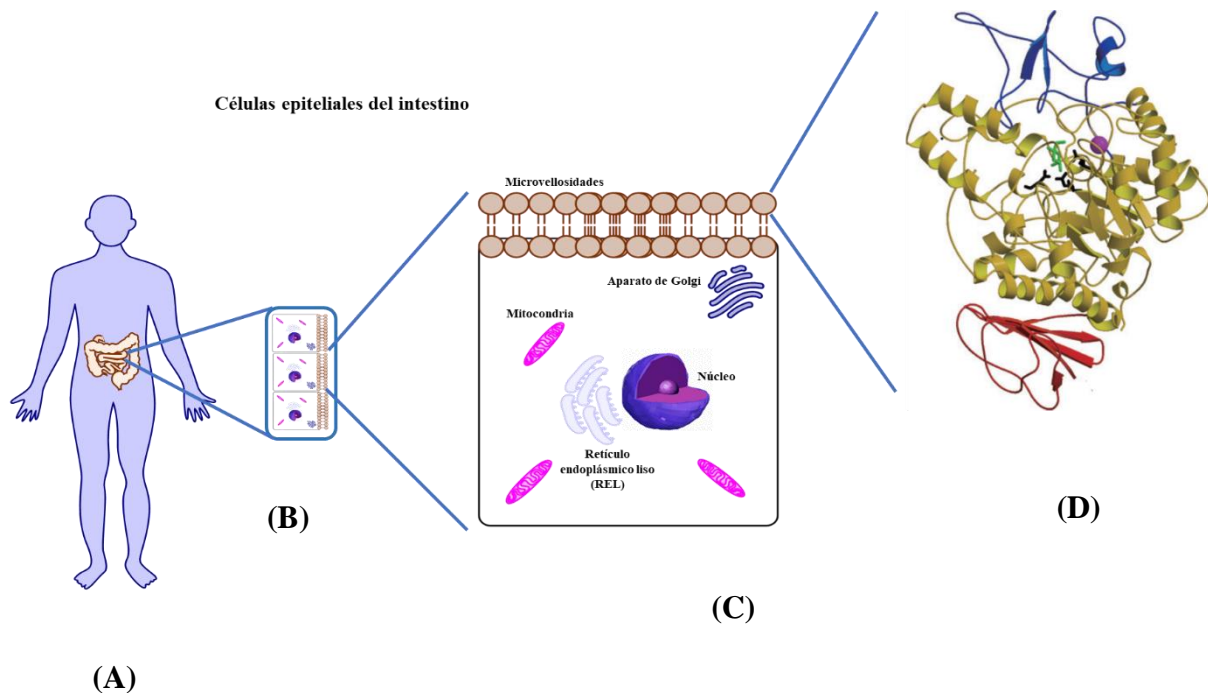 Células epiteliales del intestino
Microvellosidades
Aparato de Golgi
Mitocondria
Núcleo
Retículo
endoplásmico liso
(REL)
(A)
(B)
(C)
(D)